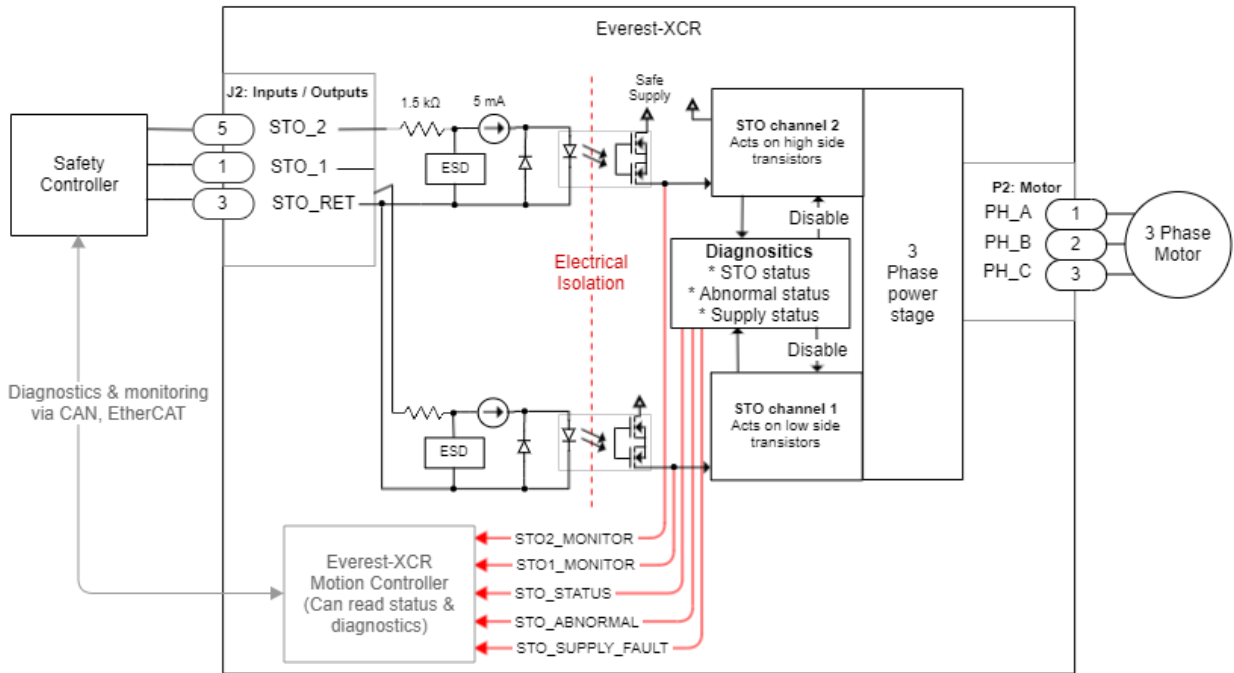 Everest-XCR
J2: Inputs / Outputs
5 STO_2
1 STO_1
3 STO_RET
Safety
Controller
1.5 kΩ
5 mA
ESD
Safe
Supply
STO channel 2
Acts on high side
transistors
Disable
Diagnositics
* STO status
* Abnormal status
* Supply status
Disable
STO channel 1
Acts on low side
transistors
3
Phase
power
stage
P2: Motor
PH_A 1
PH_B 2
PH_C 3
3 Phase
Motor
Electrical
Isolation
Diagnostics & monitoring
via CAN, EtherCAT
ESD
Everest-XCR
Motion Controller
(Can read status &
diagnostics)
STO2_MONITOR
STO1_MONITOR
STO_STATUS
STO_ABNORMAL
STO_SUPPLY_FAULT